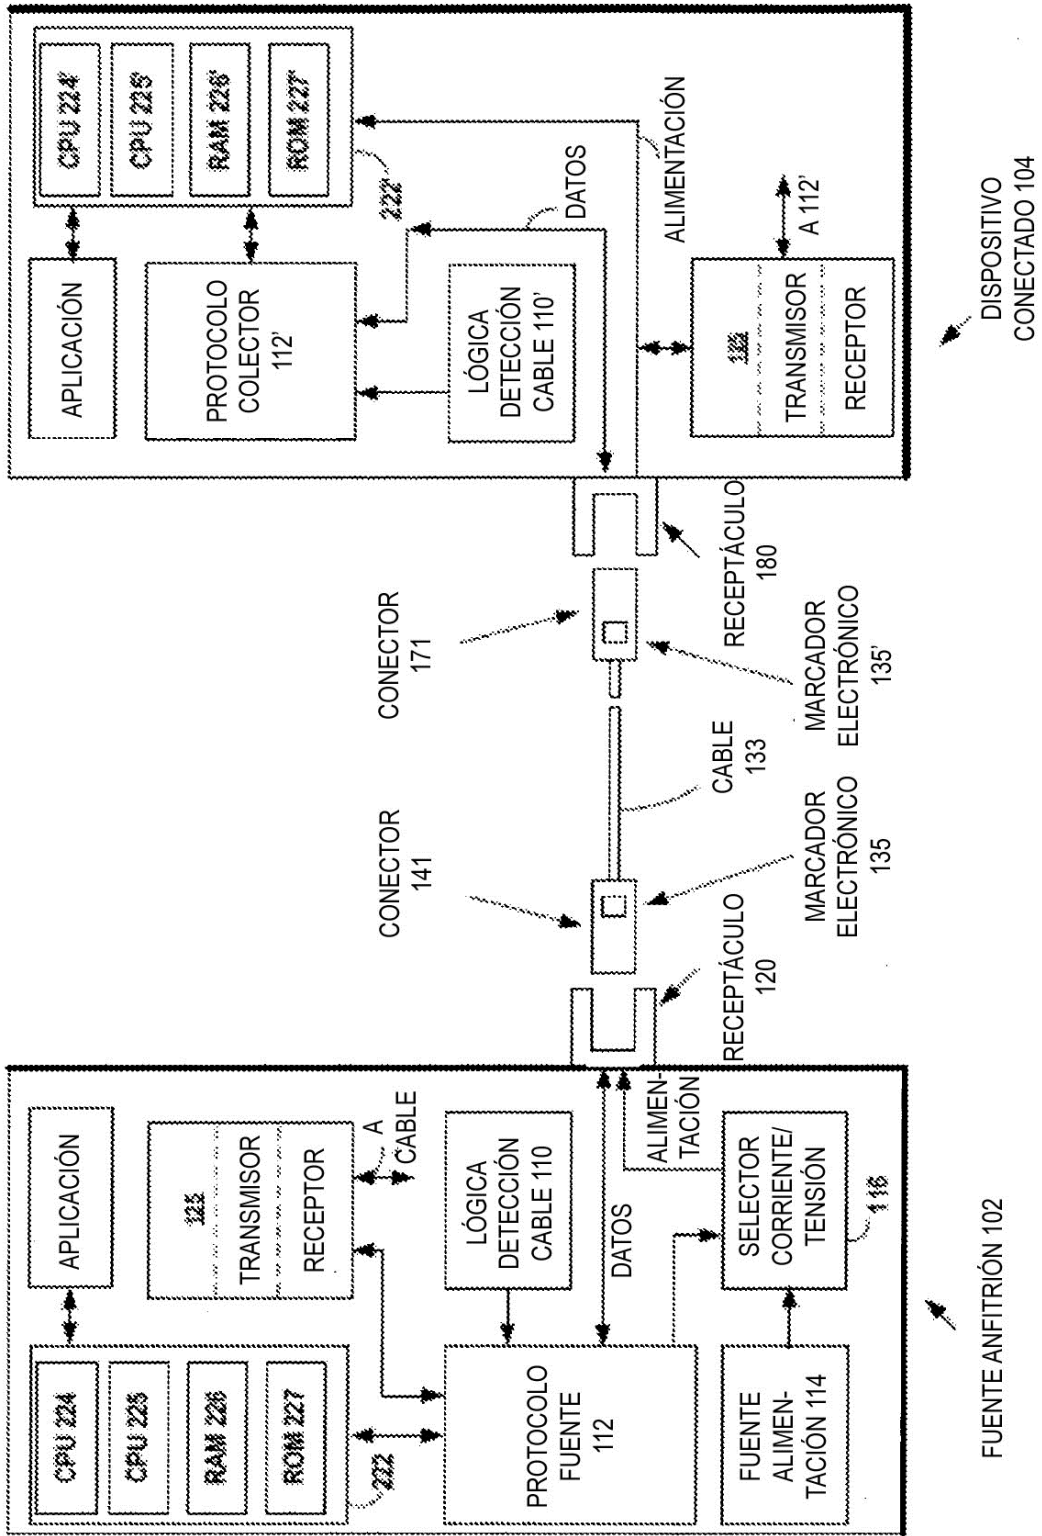 CPU 224
CPU 225
RAM 226
ROM 227
222
APLICACIÓN
125
TRANSMISOR
RECEPTOR
A
CABLE
PROTOCOLO
FUENTE
112
LÓGICA
DETECCIÓN
CABLE 110
DATOS
ALIMEN-
TACIÓN
FUENTE
ALIMEN-
TACIÓN 114
SELECTOR
CORRIENTE/
TENSIÓN
116
FUENTE ANFITRIÓN 102
RECEPTÁCULO
120
CONECTOR
141
MARCADOR
ELECTRÓNICO
135
CABLE
133
CONECTOR
171
MARCADOR
ELECTRÓNICO
135'
RECEPTÁCULO
180
APLICACIÓN
CPU 224'
CPU 225'
RAM 226'
ROM 227'
222'
PROTOCOLO
COLECTOR
112'
LÓGICA
DETECCIÓN
CABLE 110'
DATOS
ALIMENTACIÓN
125
TRANSMISOR
RECEPTOR
A 112'
DISPOSITIVO
CONECTADO 104